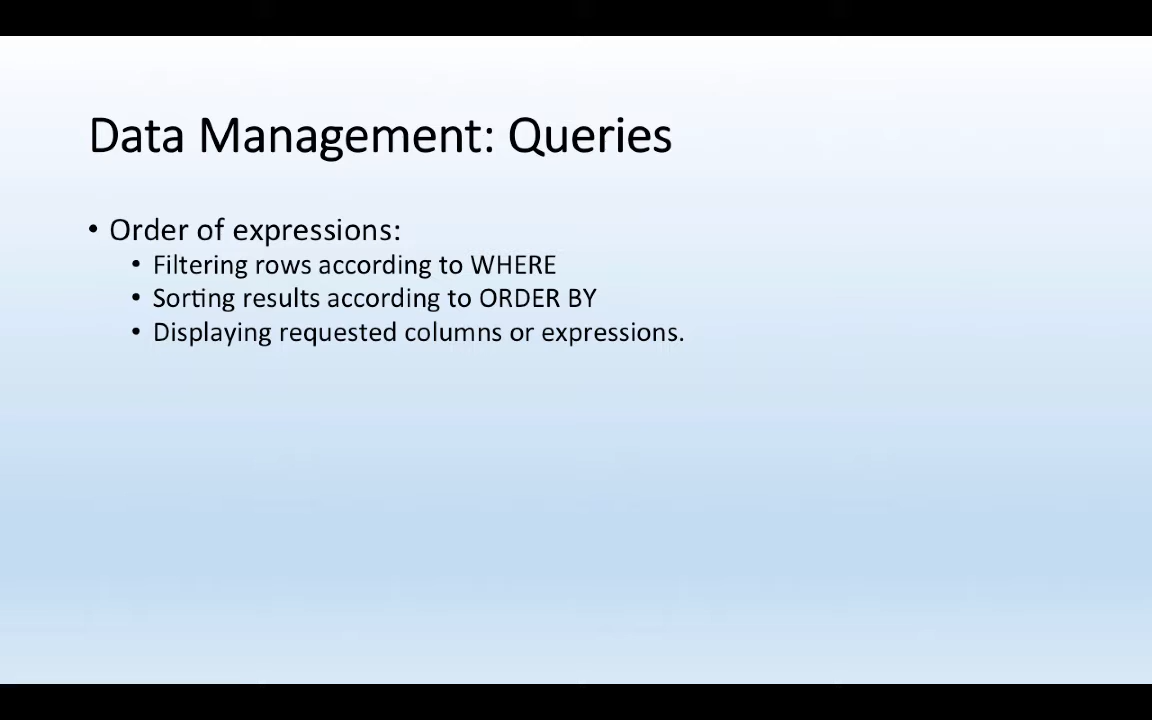 Data Management: Queries
• Order of expressions:
• Filtering rows according to WHERE
• Sorting results according to ORDER BY
• Displaying requested columns or expressions.